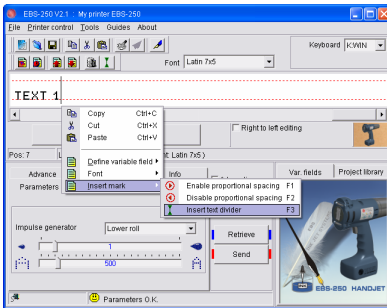 EBS-250 V2.1 : My printer EBS-250
File Printer control Tools Guides About
Keyboard K:WIN
Font Latin 7x5
TEXT 1
Copy Ctrl+C
Cut Ctrl+X
Paste Ctrl+V
Right to left editing
Pos: 7
t: Latin 7x5 )
Define variable field
Font
Insert mark
Advance
Info
Var. fields Project library
Parameters
Enable proportional spacing F1
Disable proportional spacing F2
Insert text divider F3
Impulse generator Lower roll
Retrieve
1
Send
500
EBS-250 HANDJET
Parameters O.K.